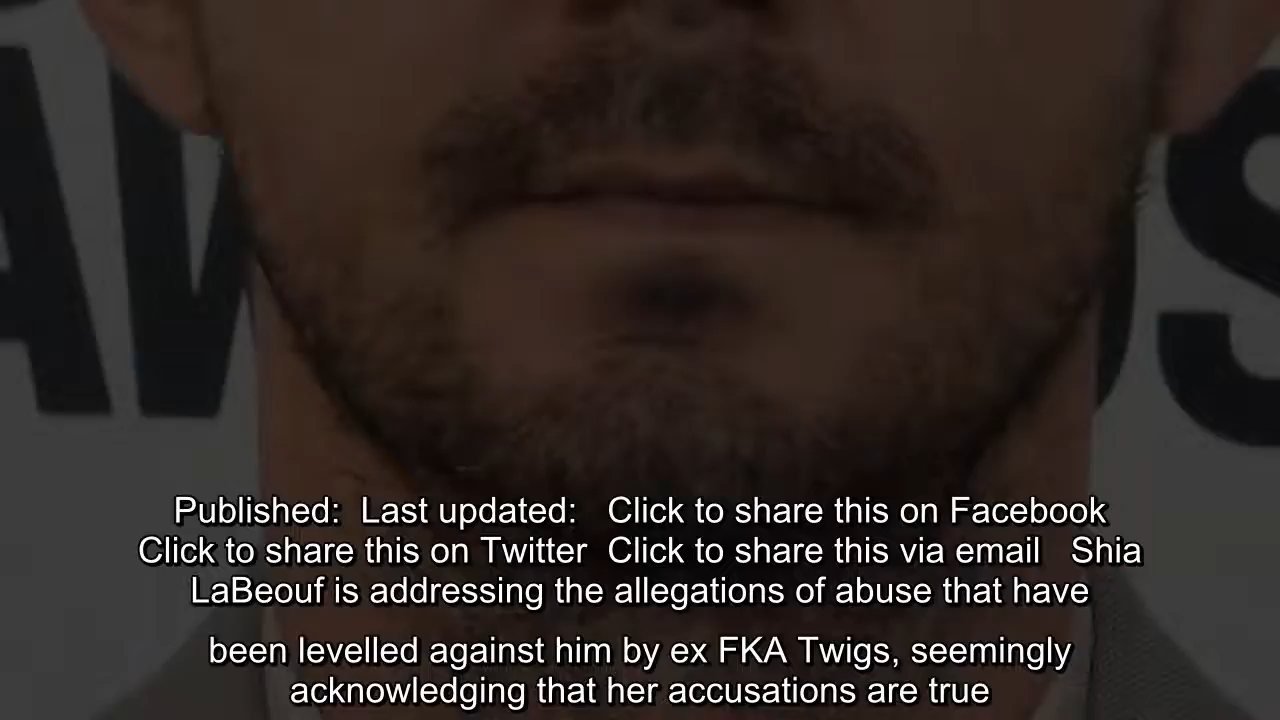 Published:  Last updated:   Click to share this on Facebook
Click to share this on Twitter  Click to share this via email   Shia
LaBeouf is addressing the allegations of abuse that have
been levelled against him by ex FKA Twigs, seemingly
acknowledging that her accusations are true